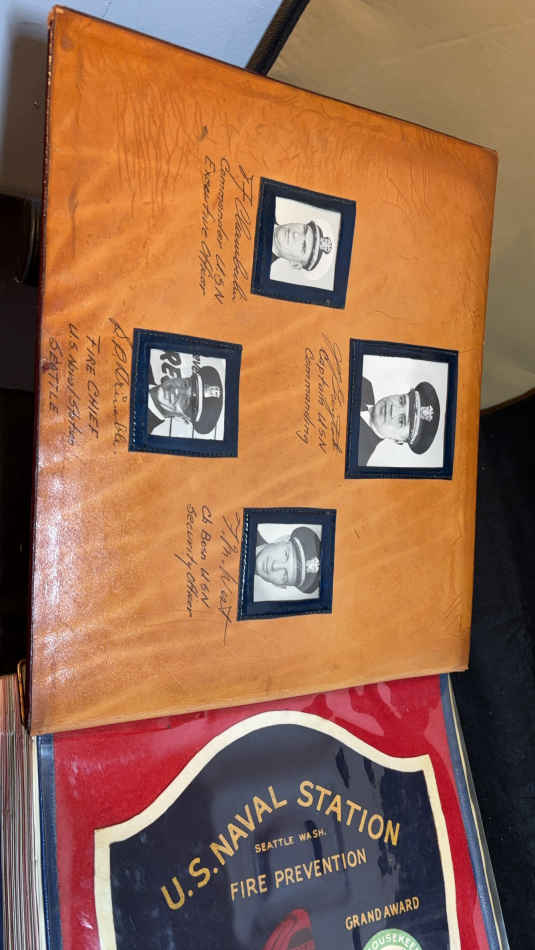 Captain USN
Commanding
Commander USN
Executive Officer
FIRE CHIEF
U.S. Naval Station
SEATTLE
Ch Bosn USN
Security Officer
U.S. NAVAL STATION
SEATTLE WASH.
FIRE PREVENTION
GRAND AWARD